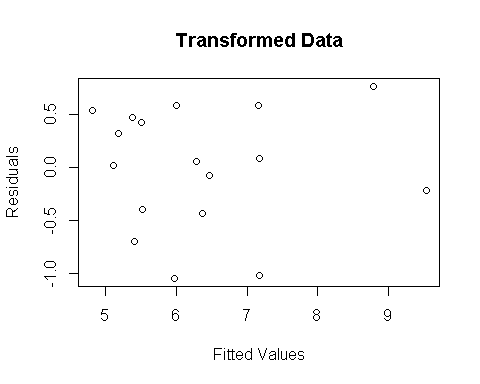 Transformed Data
Residuals
0.5
0.0
-0.5
-1.0
5 6 7 8 9
Fitted Values